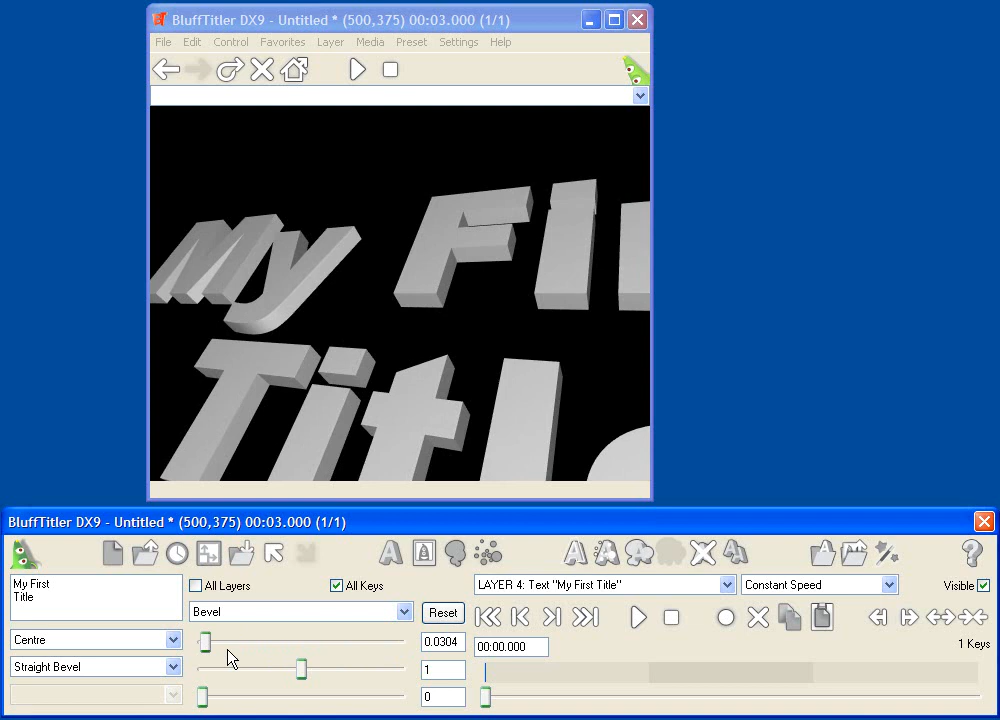 BluffTitler DX9 - Untitled * (500,375) 00:03.000 (1/1)
File Edit Control Favorites Layer Media Preset Settings Help
My Fi
Title
BluffTitler DX9 - Untitled * (500,375) 00:03.000 (1/1)
My First
Title
All Layers
All Keys
LAYER 4: Text "My First Title"
Constant Speed
Visible
Bevel
Reset
Centre
0.0304
00:00.000
1 Keys
Straight Bevel
1
0